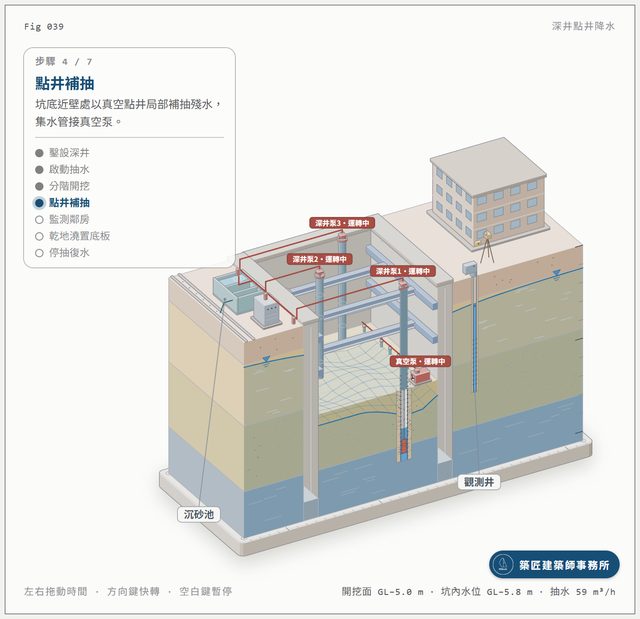 Fig 039
深井點井降水
步驟 4 / 7
點井補抽
坑底近壁處以真空點井局部補抽殘水，
集水管接真空泵。
鑿設深井
啟動抽水
分階開挖
點井補抽
監測鄰房
乾地澆置底板
停抽復水
深井泵3・運轉中
深井泵2・運轉中
深井泵1・運轉中
真空泵・運轉中
觀測井
沉砂池
築匠建築師事務所
左右拖動時間 · 方向鍵快轉 · 空白鍵暫停
開挖面 GL-5.0 m · 坑內水位 GL-5.8 m · 抽水 59 m³/h